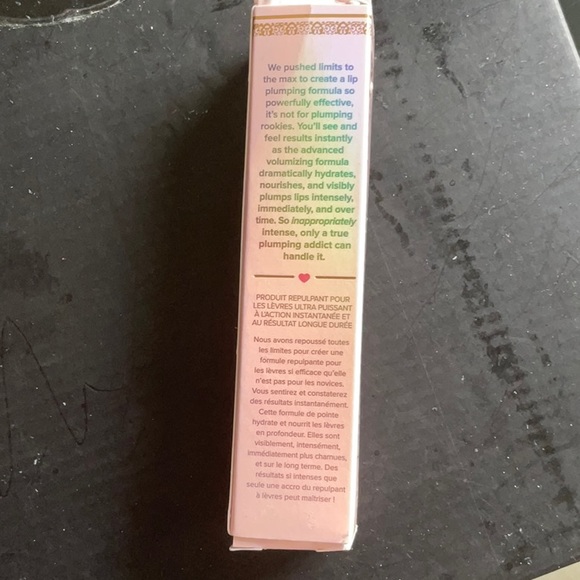 We pushed limits to
the max to create a lip
plumping formula so
powerfully effective,
it's not for plumping
rookies. You'll see and
feel results instantly
as the advanced
volumizing formula
dramatically hydrates,
nourishes, and visibly
plumps lips intensely,
immediately, and over
time. So inappropriately
intense, only a true
plumping addict can
handle it.
PRODUIT REPULPANT POUR
LES LÈVRES ULTRA PUISSANT
À L'ACTION INSTANTANÉE ET
AU RÉSULTAT LONGUE DURÉE
Nous avons repoussé toutes
les limites pour créer une
formule repulpante pour
les lèvres si efficace qu'elle
n'est pas pour les novices.
Vous sentirez et constaterez
des résultats instantanément.
Cette formule de pointe
hydrate et nourrit les lèvres
en profondeur. Elles sont
visiblement, intensément,
immédiatement plus charnues,
et sur le long terme. Des
résultats si intenses que
seule une accro du repulpant
à lèvres peut maîtriser !